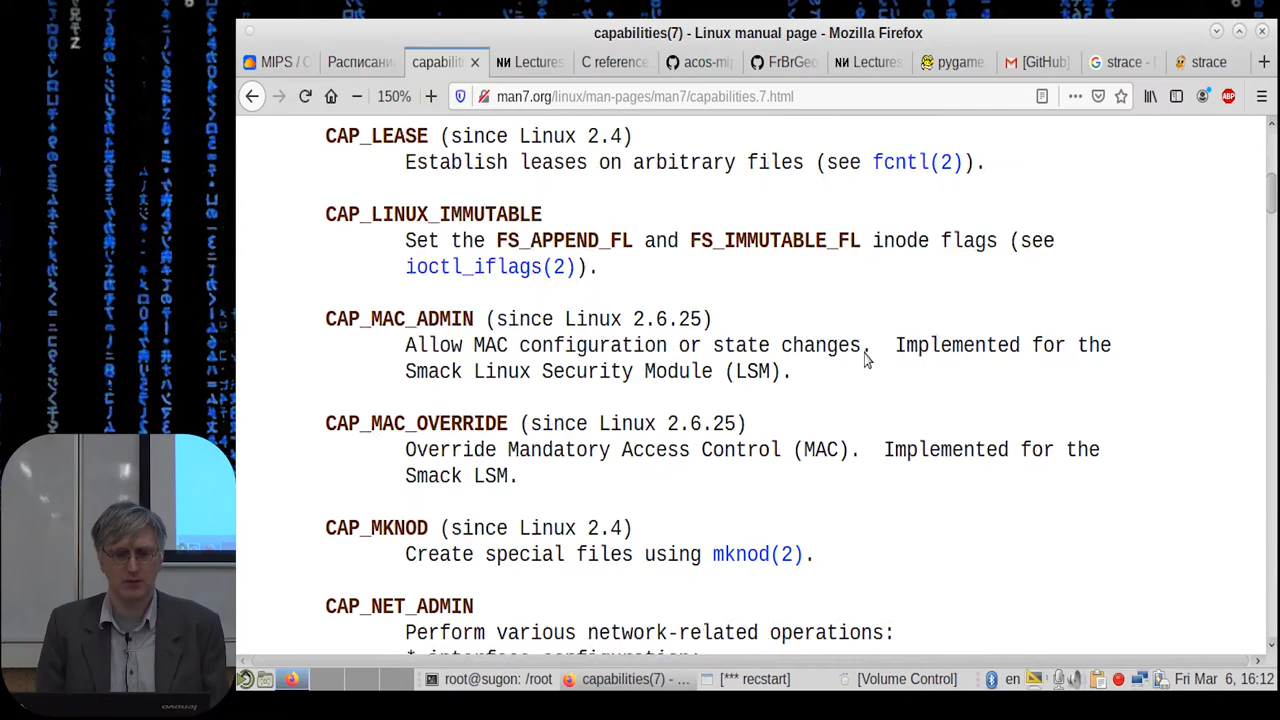 capabilities(7) - Linux manual page - Mozilla Firefox
MIPS / Расписани capabiliti Lectures C referenc acos-mi FrBrGeo Lectures pygame. [GitHub] strace - strace
150% man7.org/linux/man-pages/man7/capabilities.7.html ABP
CAP_LEASE (since Linux 2.4)
Establish leases on arbitrary files (see fcntl(2)).
CAP_LINUX_IMMUTABLE
Set the FS_APPEND_FL and FS_IMMUTABLE_FL inode flags (see
ioctl_iflags(2)).
CAP_MAC_ADMIN (since Linux 2.6.25)
Allow MAC configuration or state changes. Implemented for the
Smack Linux Security Module (LSM).
CAP_MAC_OVERRIDE (since Linux 2.6.25)
Override Mandatory Access Control (MAC). Implemented for the
Smack LSM.
CAP_MKNOD (since Linux 2.4)
Create special files using mknod(2).
CAP_NET_ADMIN
Perform various network-related operations:
* interface configuration;
root@sugon: /root capabilities(7) - ... [*** recstart] [Volume Control] en Fri Mar 6, 16:12